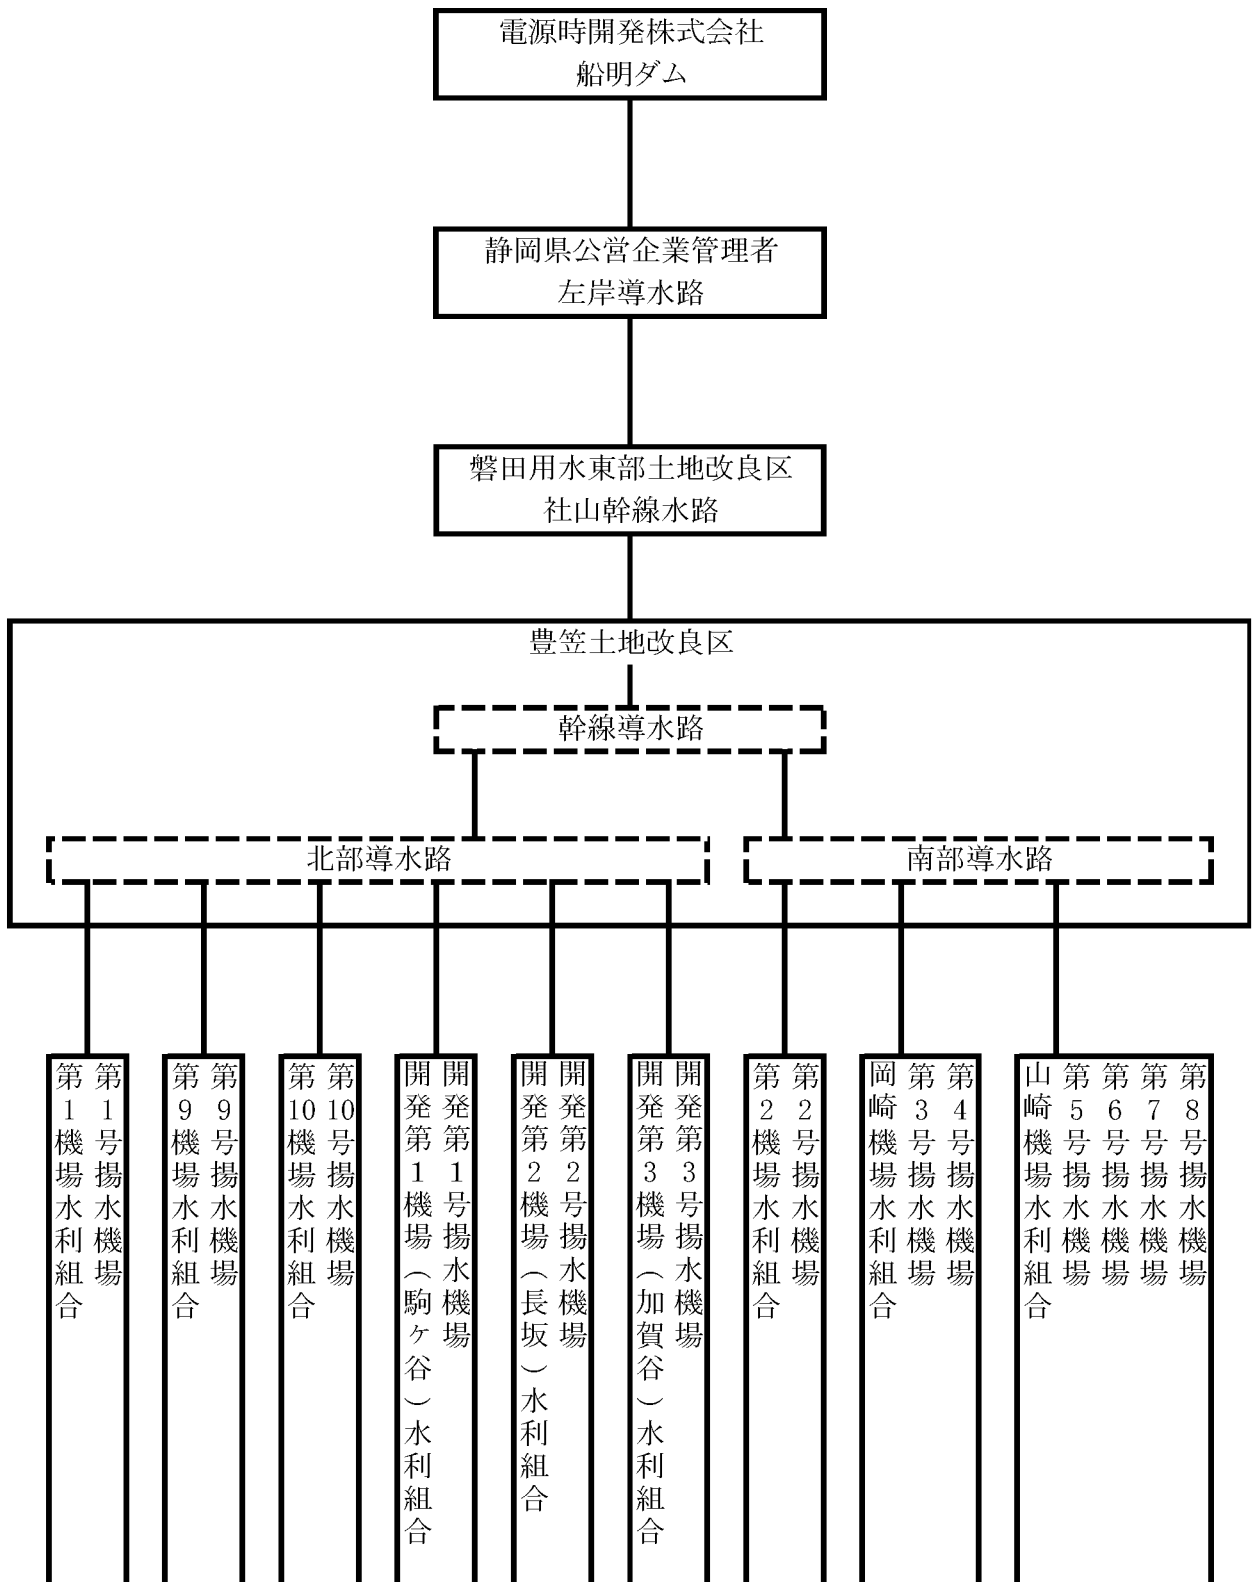 電源時開発株式会社
船明ダム
静岡県公営企業管理者
左岸導水路
磐田用水東部土地改良区
社山幹線水路
豊笠土地改良区
幹線導水路
北部導水路
南部導水路
第1号揚水機場
第1機場水利組合
第9号揚水機場
第9機場水利組合
第10号揚水機場
第10機場水利組合
開発第1号揚水機場
開発第1機場(駒ヶ谷)水利組合
開発第2号揚水機場
開発第2機場(長坂)水利組合
開発第3号揚水機場
開発第3機場(加賀谷)水利組合
第2号揚水機場
第2機場水利組合
第4号揚水機場
第3号揚水機場
岡崎機場水利組合
第8号揚水機場
第7号揚水機場
第6号揚水機場
第5号揚水機場
山崎機場水利組合